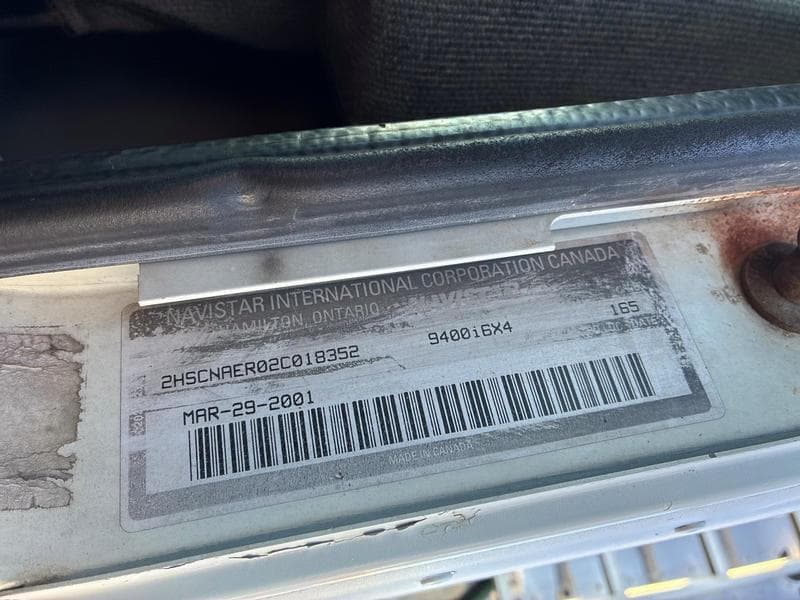 NAVISTAR INTERNATIONAL CORPORATION CANADA
HAMILTON, ONTARIO
2HSCNAER02C018352 9400i6X4 165
MAR-29-2001
MADE IN CANADA